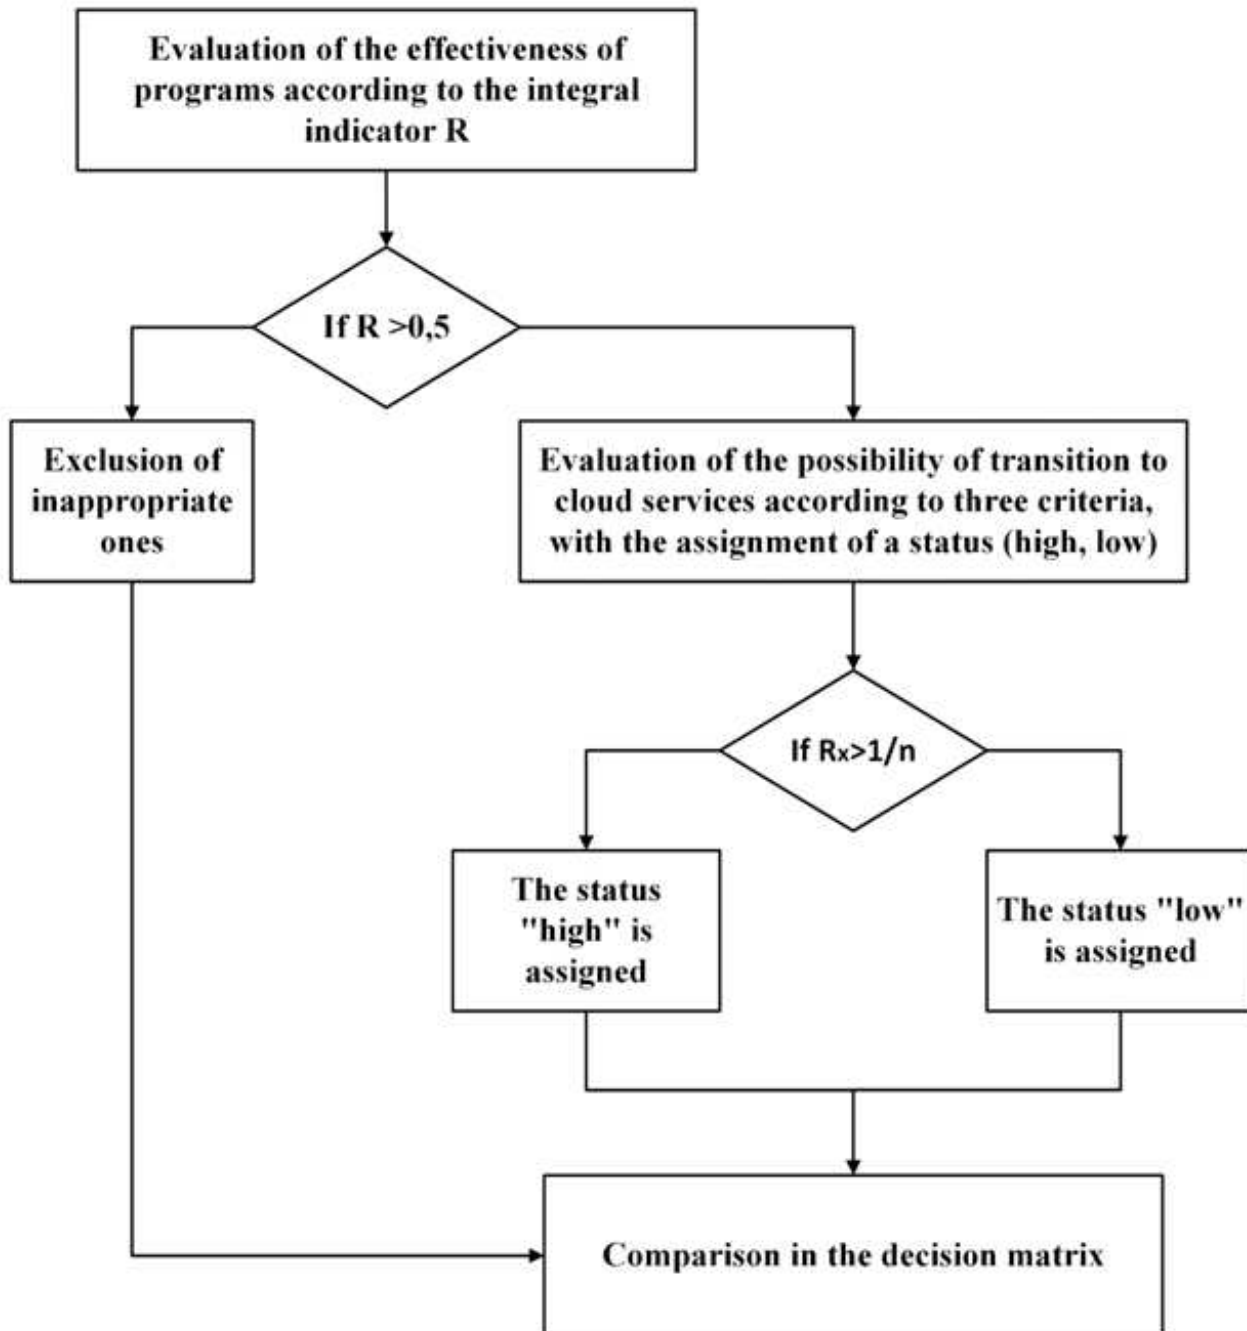 Evaluation of the effectiveness of
programs according to the integral
indicator R
If R >0,5
Exclusion of
inappropriate
ones
Evaluation of the possibility of transition to
cloud services according to three criteria,
with the assignment of a status (high, low)
If Rx>1/n
The status
"high" is
assigned
The status "low"
is assigned
Comparison in the decision matrix